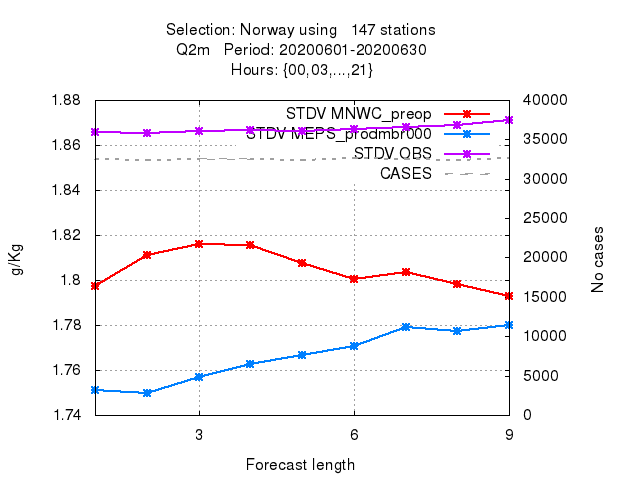 Selection: Norway using   147 stations
Q2m   Period: 20200601-20200630
Hours: {00,03,...,21}
1.88
1.86
1.84
1.82
1.8
1.78
1.76
1.74
g/Kg
STDV MNWC_preop
STDV MEPS_prodmbr000
STDV OBS
CASES
40000
35000
30000
25000
20000
15000
10000
5000
0
No cases
3
6
9
Forecast length